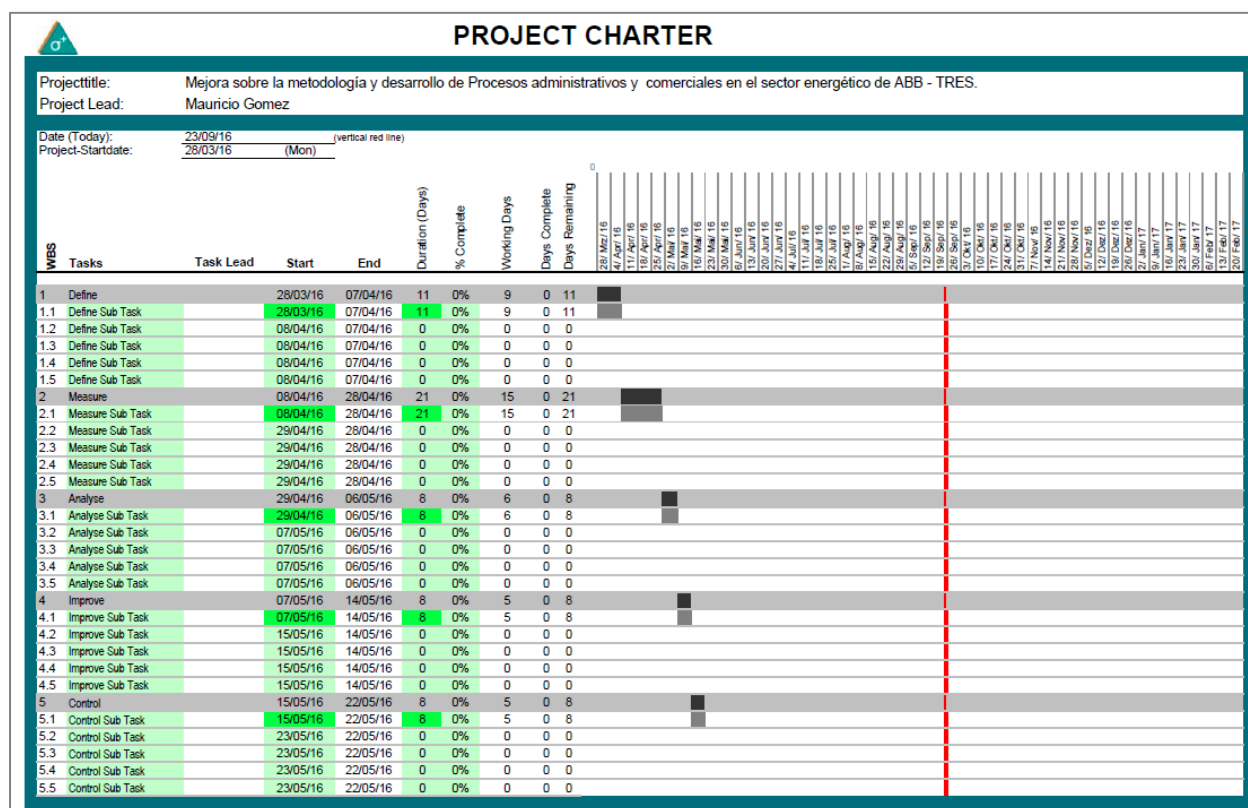 σ+
PROJECT CHARTER
Projecttitle: Mejora sobre la metodología y desarrollo de Procesos administrativos y comerciales en el sector energético de ABB - TRES.
Project Lead: Mauricio Gomez
Date (Today): 23/09/16 (vertical red line)
Project-Startdate: 28/03/16 (Mon)
0
WBS Tasks Task Lead Start End Duration (Days) % Complete Working Days Days Complete Days Remaining 28/ Mrz/ 16 4/ Apr/ 16 11/ Apr/ 16 18/ Apr/ 16 25/ Apr/ 16 2/ Mai/ 16 9/ Mai/ 16 16/ Mai/ 16 23/ Mai/ 16 30/ Mai/ 16 6/ Jun/ 16 13/ Jun/ 16 20/ Jun/ 16 27/ Jun/ 16 4/ Jul/ 16 11/ Jul/ 16 18/ Jul/ 16 25/ Jul/ 16 1/ Aug/ 16 8/ Aug/ 16 15/ Aug/ 16 22/ Aug/ 16 29/ Aug/ 16 5/ Sep/ 16 12/ Sep/ 16 19/ Sep/ 16 26/ Sep/ 16 3/ Okt/ 16 10/ Okt/ 16 17/ Okt/ 16 24/ Okt/ 16 31/ Okt/ 16 7/ Nov/ 16 14/ Nov/ 16 21/ Nov/ 16 28/ Nov/ 16 5/ Dez/ 16 12/ Dez/ 16 19/ Dez/ 16 26/ Dez/ 16 2/ Jan/ 17 9/ Jan/ 17 16/ Jan/ 17 23/ Jan/ 17 30/ Jan/ 17 6/ Feb/ 17 13/ Feb/ 17 20/ Feb/ 17
1 Define 28/03/16 07/04/16 11 0% 9 0 11
1.1 Define Sub Task 28/03/16 07/04/16 11 0% 9 0 11
1.2 Define Sub Task 08/04/16 07/04/16 0 0% 0 0 0
1.3 Define Sub Task 08/04/16 07/04/16 0 0% 0 0 0
1.4 Define Sub Task 08/04/16 07/04/16 0 0% 0 0 0
1.5 Define Sub Task 08/04/16 07/04/16 0 0% 0 0 0
2 Measure 08/04/16 28/04/16 21 0% 15 0 21
2.1 Measure Sub Task 08/04/16 28/04/16 21 0% 15 0 21
2.2 Measure Sub Task 29/04/16 28/04/16 0 0% 0 0 0
2.3 Measure Sub Task 29/04/16 28/04/16 0 0% 0 0 0
2.4 Measure Sub Task 29/04/16 28/04/16 0 0% 0 0 0
2.5 Measure Sub Task 29/04/16 28/04/16 0 0% 0 0 0
3 Analyse 29/04/16 06/05/16 8 0% 6 0 8
3.1 Analyse Sub Task 29/04/16 06/05/16 8 0% 6 0 8
3.2 Analyse Sub Task 07/05/16 06/05/16 0 0% 0 0 0
3.3 Analyse Sub Task 07/05/16 06/05/16 0 0% 0 0 0
3.4 Analyse Sub Task 07/05/16 06/05/16 0 0% 0 0 0
3.5 Analyse Sub Task 07/05/16 06/05/16 0 0% 0 0 0
4 Improve 07/05/16 14/05/16 8 0% 5 0 8
4.1 Improve Sub Task 07/05/16 14/05/16 8 0% 5 0 8
4.2 Improve Sub Task 15/05/16 14/05/16 0 0% 0 0 0
4.3 Improve Sub Task 15/05/16 14/05/16 0 0% 0 0 0
4.4 Improve Sub Task 15/05/16 14/05/16 0 0% 0 0 0
4.5 Improve Sub Task 15/05/16 14/05/16 0 0% 0 0 0
5 Control 15/05/16 22/05/16 8 0% 5 0 8
5.1 Control Sub Task 15/05/16 22/05/16 8 0% 5 0 8
5.2 Control Sub Task 23/05/16 22/05/16 0 0% 0 0 0
5.3 Control Sub Task 23/05/16 22/05/16 0 0% 0 0 0
5.4 Control Sub Task 23/05/16 22/05/16 0 0% 0 0 0
5.5 Control Sub Task 23/05/16 22/05/16 0 0% 0 0 0